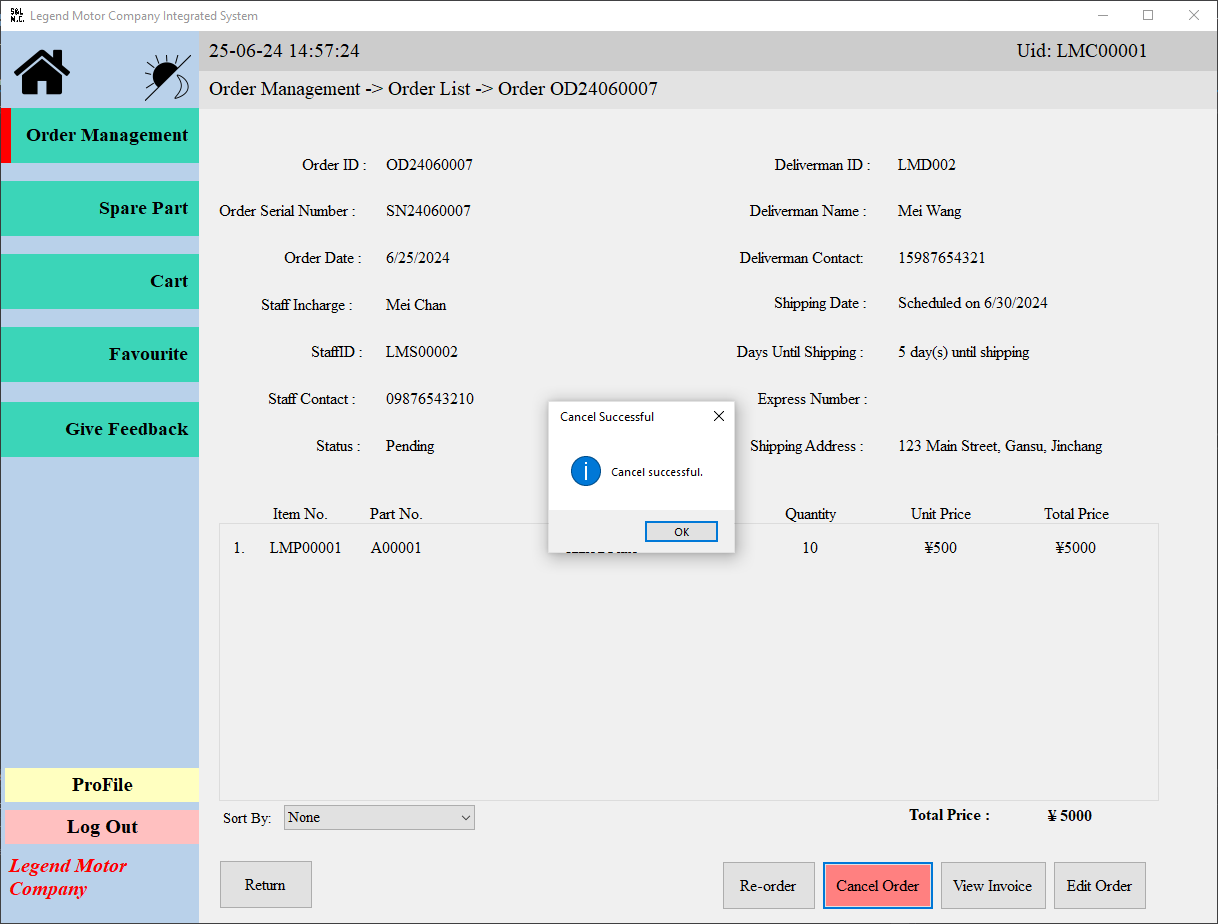 S&L
M.C.
Legend Motor Company Integrated System
25-06-24 14:57:24
Uid: LMC00001
Order Management -> Order List -> Order OD24060007
Order Management
Spare Part
Cart
Favourite
Give Feedback
ProFile
Log Out
Legend Motor
Company
Order ID : OD24060007
Deliverman ID : LMD002
Order Serial Number : SN24060007
Deliverman Name : Mei Wang
Order Date : 6/25/2024
Deliverman Contact: 15987654321
Staff Incharge : Mei Chan
Shipping Date : Scheduled on 6/30/2024
StaffID : LMS00002
Days Until Shipping : 5 day(s) until shipping
Staff Contact : 09876543210
Express Number :
Status : Pending
Shipping Address : 123 Main Street, Gansu, Jinchang
Cancel Successful
Cancel successful.
OK
Item No. Part No. Quantity Unit Price Total Price
1. LMP00001 A00001 10 ¥500 ¥5000
Sort By: None
Total Price : ¥ 5000
Return
Re-order
Cancel Order
View Invoice
Edit Order